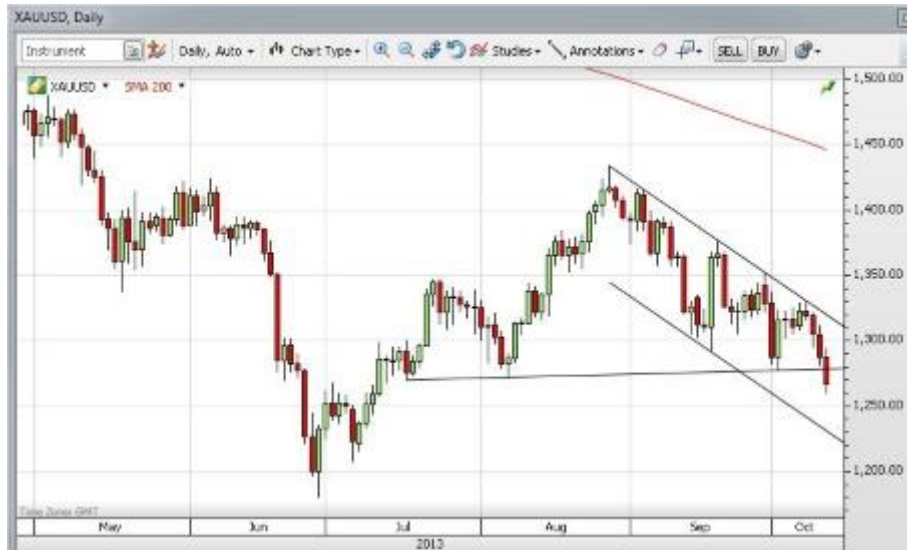 XAUUSD, Daily
Instrument Daily, Auto Chart Type Studies Annotations SELL BUY
XAUUSD SMA 200
1,500.00
1,450.00
1,400.00
1,350.00
1,300.00
1,250.00
1,200.00
Time Zone: GMT
May Jun Jul Aug Sep Oct
2013